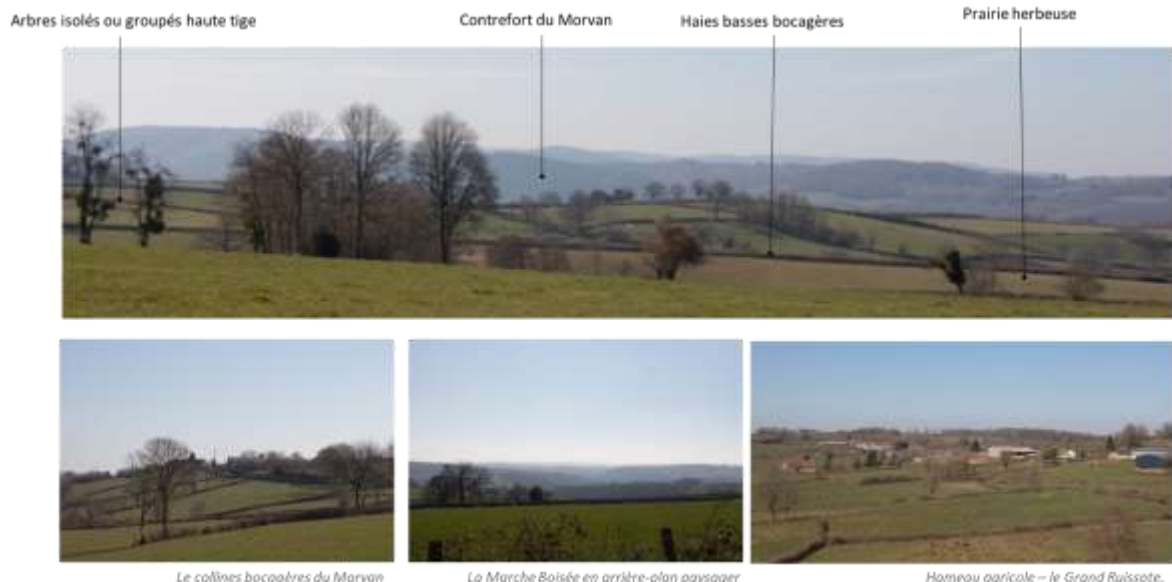 Arbres isolés ou groupés haute tige
Contrefort du Morvan
Haies basses bocagères
Prairie herbeuse
Le collines bocagères du Morvan
La Marche Boisée en arrière-plan paysager
Hameau agricole – le Grand Ruissote